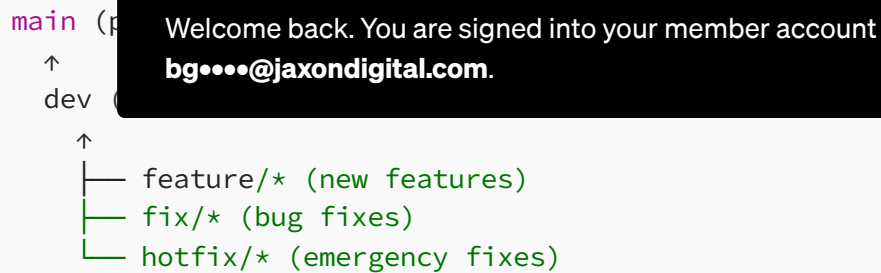 main (p
Welcome back. You are signed into your member account
bg••••@jaxondigital.com.
↑
dev (
↑
├── feature/* (new features)
├── fix/* (bug fixes)
└── hotfix/* (emergency fixes)